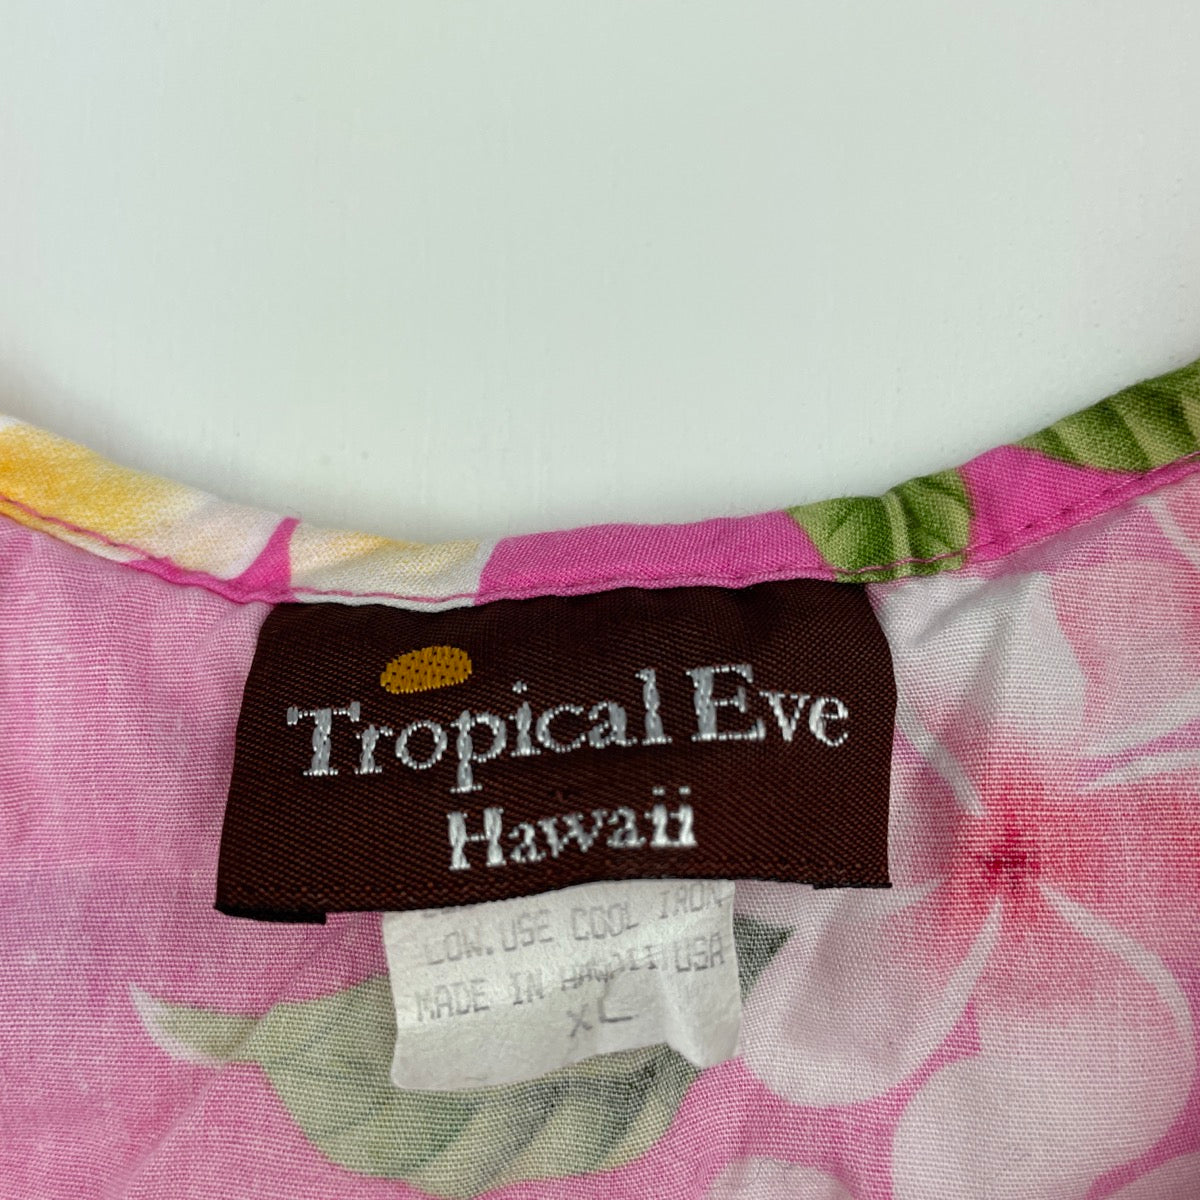 Tropical Eve
Hawaii
LOW. USE COOL IRON
MADE IN HAWAII USA
XL